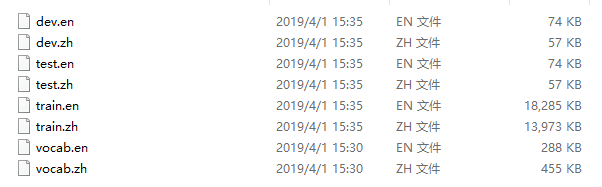 dev.en 2019/4/1 15:35 EN 文件 74 KB
dev.zh 2019/4/1 15:35 ZH 文件 57 KB
test.en 2019/4/1 15:35 EN 文件 74 KB
test.zh 2019/4/1 15:35 ZH 文件 57 KB
train.en 2019/4/1 15:35 EN 文件 18,285 KB
train.zh 2019/4/1 15:35 ZH 文件 13,973 KB
vocab.en 2019/4/1 15:30 EN 文件 288 KB
vocab.zh 2019/4/1 15:30 ZH 文件 455 KB